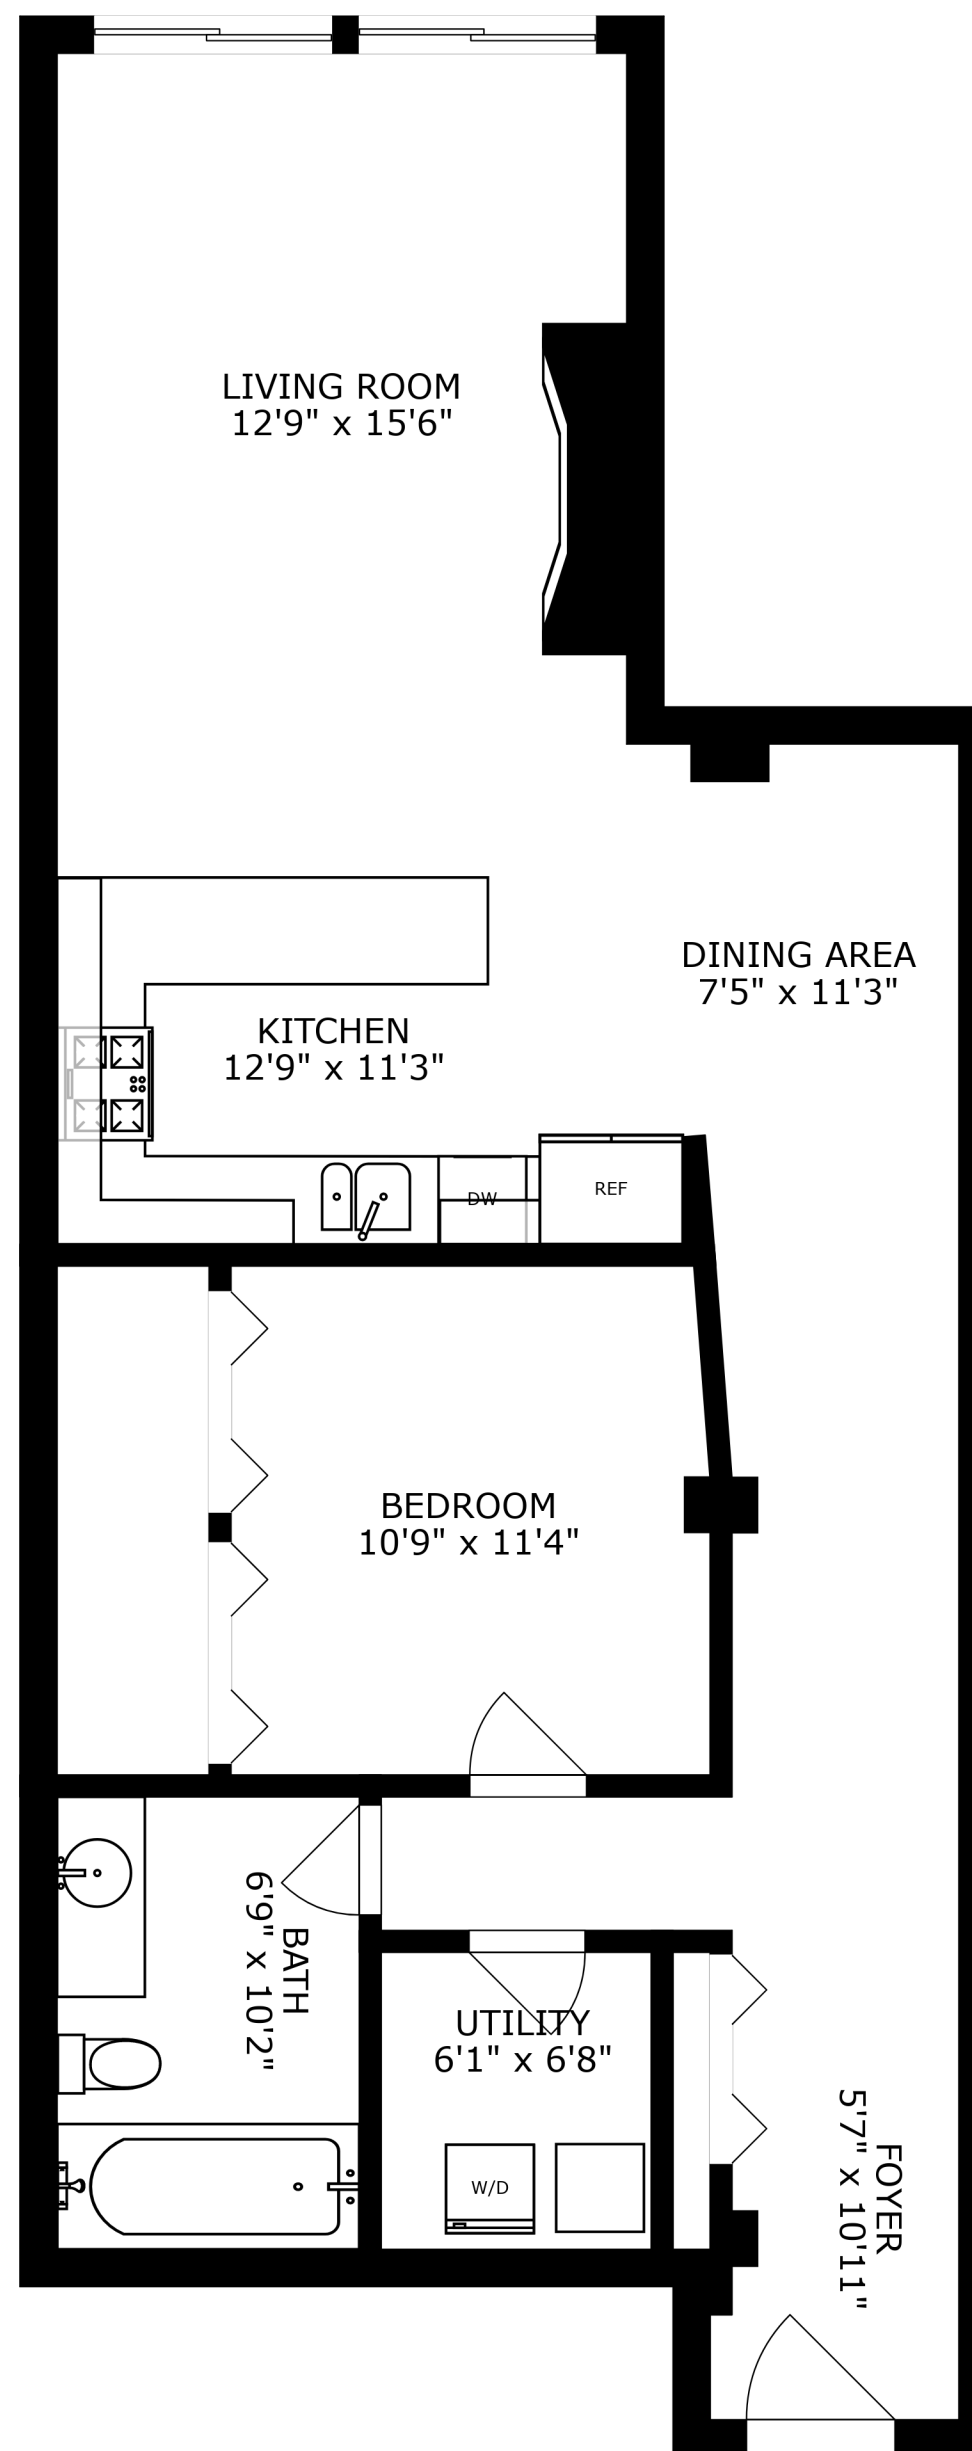 LIVING ROOM
12'9" x 15'6"
DINING AREA
7'5" x 11'3"
KITCHEN
12'9" x 11'3"
DW
REF
BEDROOM
10'9" x 11'4"
BATH
6'9" x 10'2"
UTILITY
6'1" x 6'8"
W/D
FOYER
5'7" x 10'11"